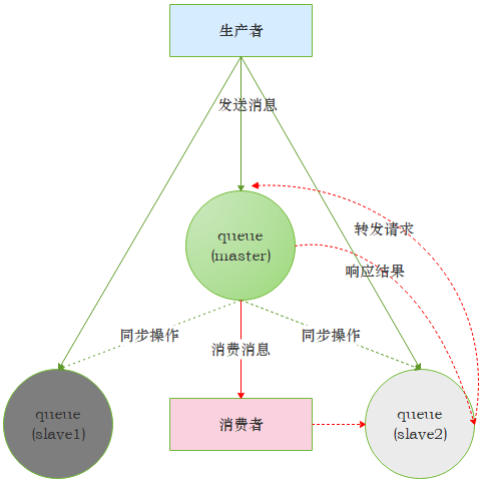 生产者
发送消息
queue
(master)
转发请求
响应结果
同步操作
消费消息
同步操作
queue
(slave1)
消费者
queue
(slave2)